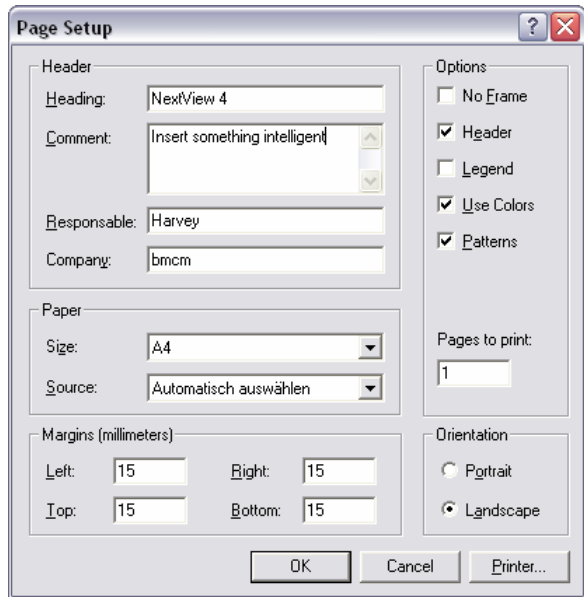 Page Setup
Header
Heading: NextView 4
Comment: Insert something intelligent
Responsable: Harvey
Company: bmcm
Paper
Size: A4
Source: Automatisch auswählen
Margins (millimeters)
Left: 15 Right: 15
Top: 15 Bottom: 15
Options
No Frame
Header
Legend
Use Colors
Patterns
Pages to print:
1
Orientation
Portrait
Landscape
OK Cancel Printer...